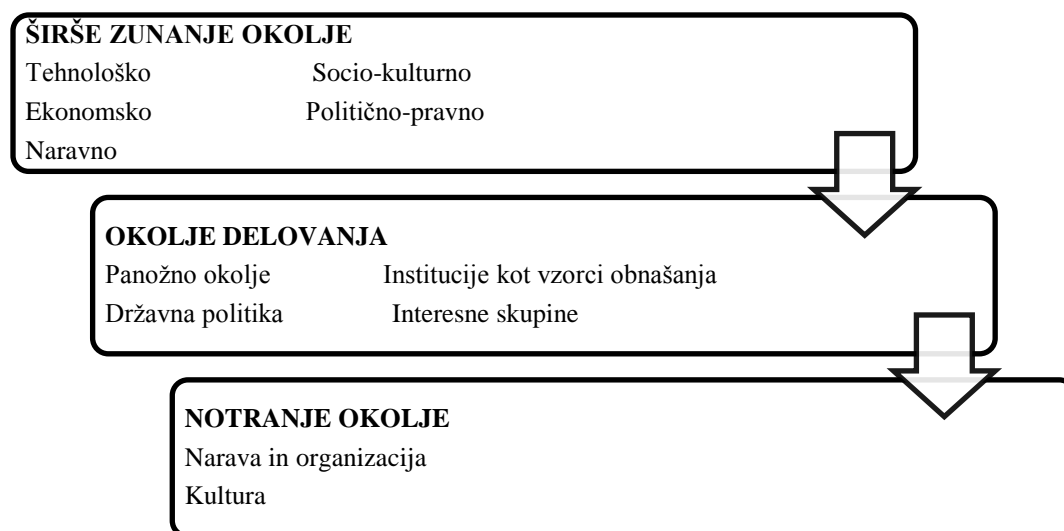 ŠIRŠE ZUNANJE OKOLJE
Tehnološko Socio-kulturno
Ekonomsko Politično-pravno
Naravno
OKOLJE DELOVANJA
Panožno okolje Institucije kot vzorci obnašanja
Državna politika Interesne skupine
NOTRANJE OKOLJE
Narava in organizacija
Kultura